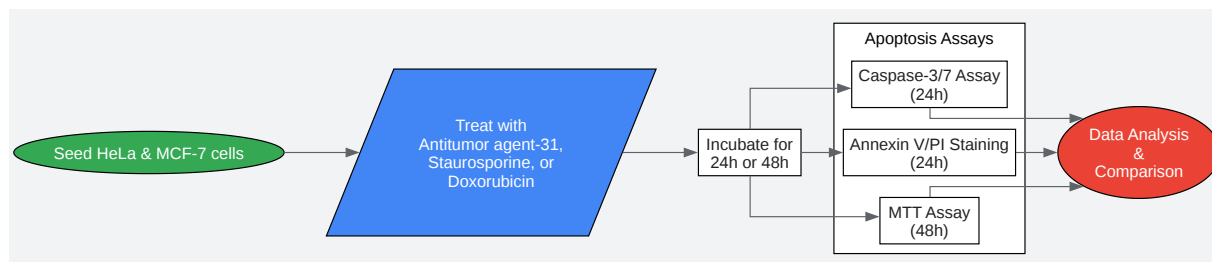 Seed HeLa & MCF-7 cells
Treat with
Antitumor agent-31,
Staurosporine, or
Doxorubicin
Incubate for
24h or 48h
Apoptosis Assays
Caspase-3/7 Assay
(24h)
Annexin V/PI Staining
(24h)
MTT Assay
(48h)
Data Analysis
&
Comparison